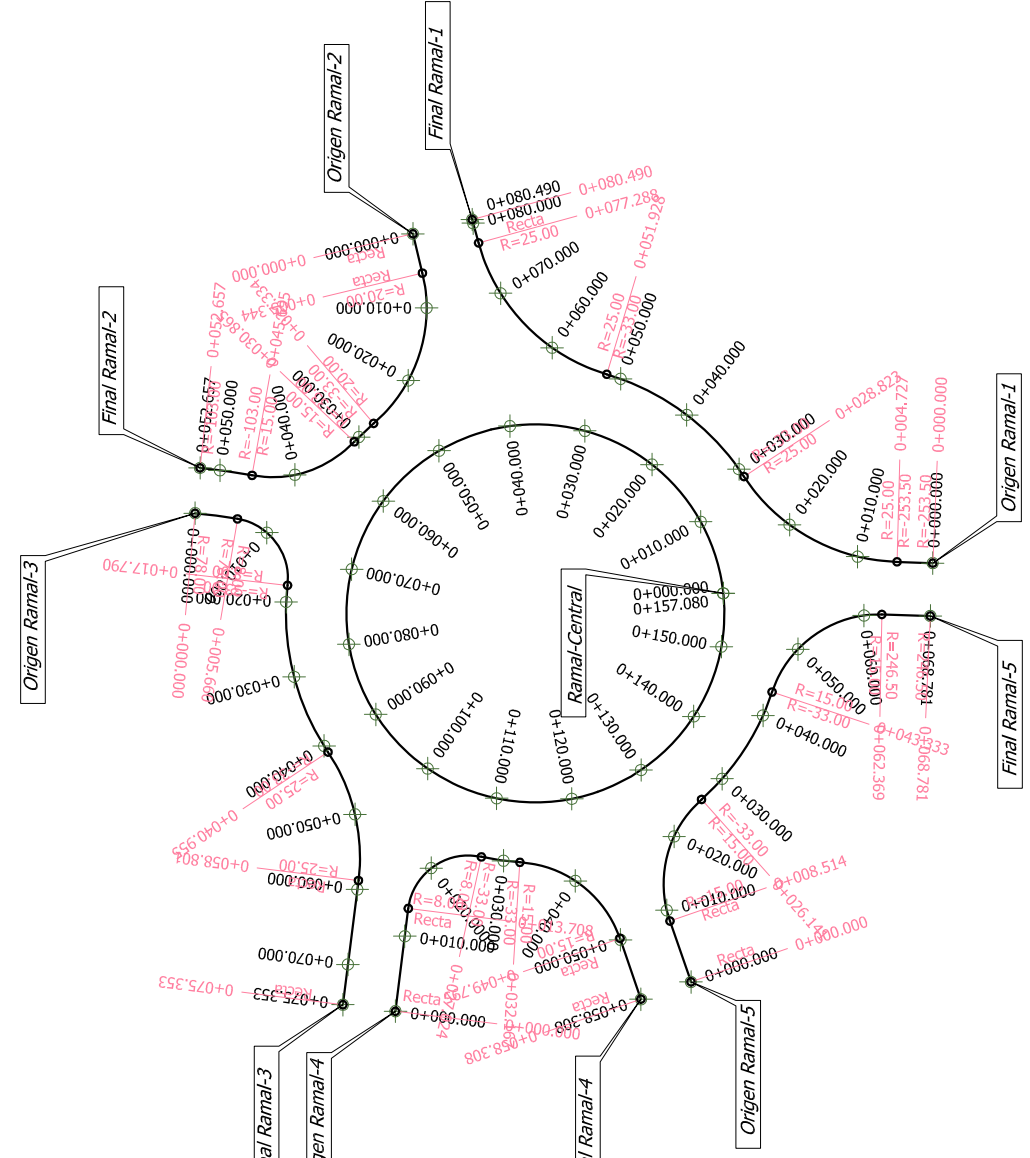 Final Ramal-1
Origen Ramal-2
0+080.490
0+080.490
0+080.000
0+077.288
Recta
R=25.00
0+070.000
0+060.000
0+051.928
R=25.00
R=-33.00
0+050.000
0+040.000
0+030.000
0+028.823
R=25.00
0+020.000
0+010.000
0+004.727
R=25.00
R=-253.50
0+000.000
R=-253.50
0+000.000
Origen Ramal-1
0+000.000
0+000.000
Recta
Recta
R=20.00
0+010.000
0+020.000
R=20.00
R=-33.00
0+030.863
0+030.000
R=15.00
0+040.000
R=15.00
R=-103.00
0+050.000
0+052.657
0+052.657
Final Ramal-2
Origen Ramal-3
0+000.000
0+000.000
R=78.00
0+017.790
0+020.000
0+030.000
0+040.000
R=25.00
0+040.955
0+050.000
0+058.801
R=25.00
0+060.000
0+070.000
0+075.353
0+075.353
Recta
Ramal-Central
0+000.000
0+157.080
0+010.000
0+020.000
0+030.000
0+040.000
0+050.000
0+060.000
0+070.000
0+080.000
0+090.000
0+100.000
0+110.000
0+120.000
0+130.000
0+140.000
0+150.000
Recta
0+000.000
0+000.000
0+010.000
Recta
0+020.000
0+030.000
R=-33.00
R=15.00
R=15.00
0+050.000
Recta
Recta
0+058.308
0+058.308
Origen Ramal-5
0+000.000
0+000.000
Recta
Recta
R=15.00
0+008.514
0+010.000
0+020.000
R=15.00
R=-33.00
0+030.000
0+040.000
R=-33.00
R=15.00
0+043.933
0+050.000
0+060.000
0+062.369
R=246.50
0+068.781
0+068.781
Final Ramal-5
al Ramal-3
gen Ramal-4
l Ramal-4